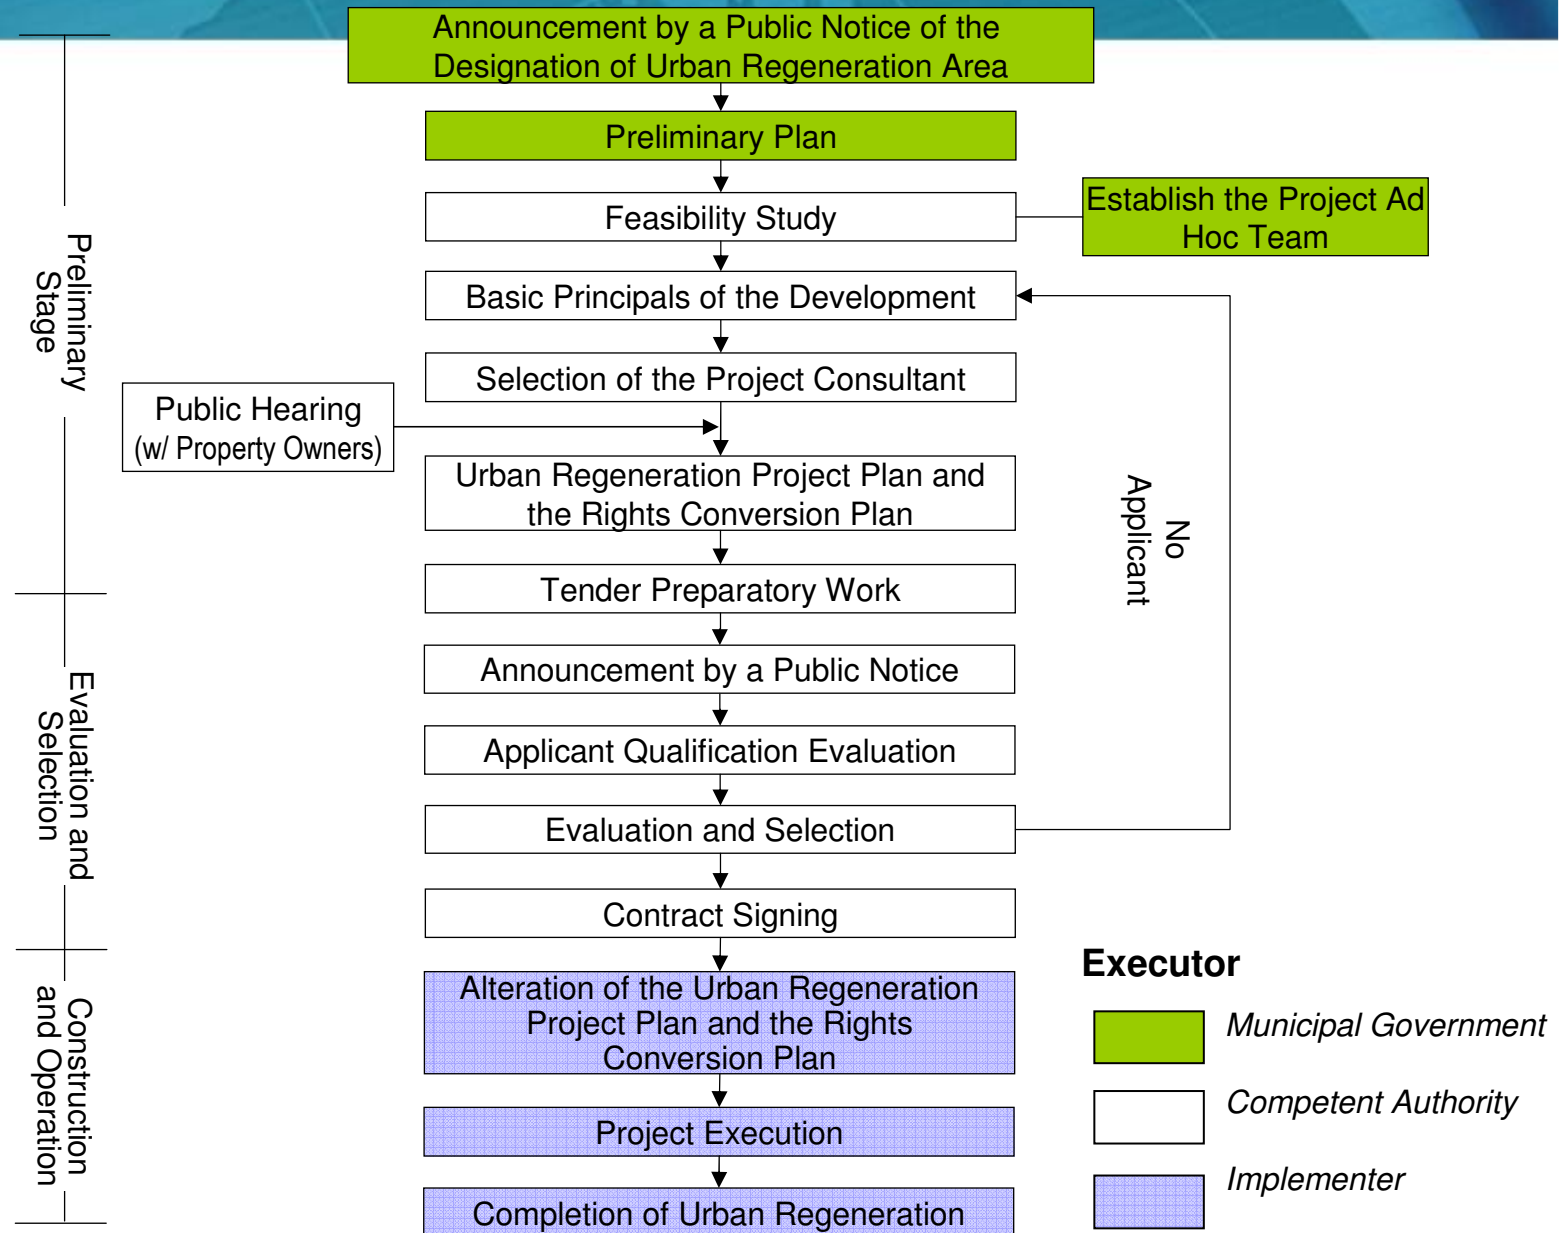 Announcement by a Public Notice of the
Designation of Urban Regeneration Area
Preliminary Plan
Feasibility Study
Establish the Project Ad
Hoc Team
Basic Principals of the Development
Selection of the Project Consultant
Public Hearing
(w/ Property Owners)
Urban Regeneration Project Plan and
the Rights Conversion Plan
Tender Preparatory Work
Announcement by a Public Notice
Applicant Qualification Evaluation
Evaluation and Selection
No
Applicant
Contract Signing
Alteration of the Urban Regeneration
Project Plan and the Rights
Conversion Plan
Project Execution
Completion of Urban Regeneration
Preliminary
Stage
Evaluation and
Selection
Construction
and Operation
Executor
Municipal Government
Competent Authority
Implementer